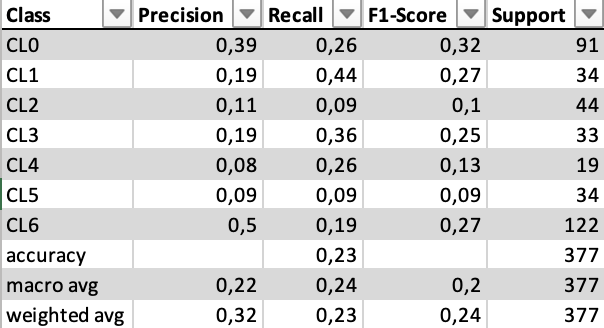 Class Precision Recall F1-Score Support
CL0 0,39 0,26 0,32 91
CL1 0,19 0,44 0,27 34
CL2 0,11 0,09 0,1 44
CL3 0,19 0,36 0,25 33
CL4 0,08 0,26 0,13 19
CL5 0,09 0,09 0,09 34
CL6 0,5 0,19 0,27 122
accuracy 0,23 377
macro avg 0,22 0,24 0,2 377
weighted avg 0,32 0,23 0,24 377